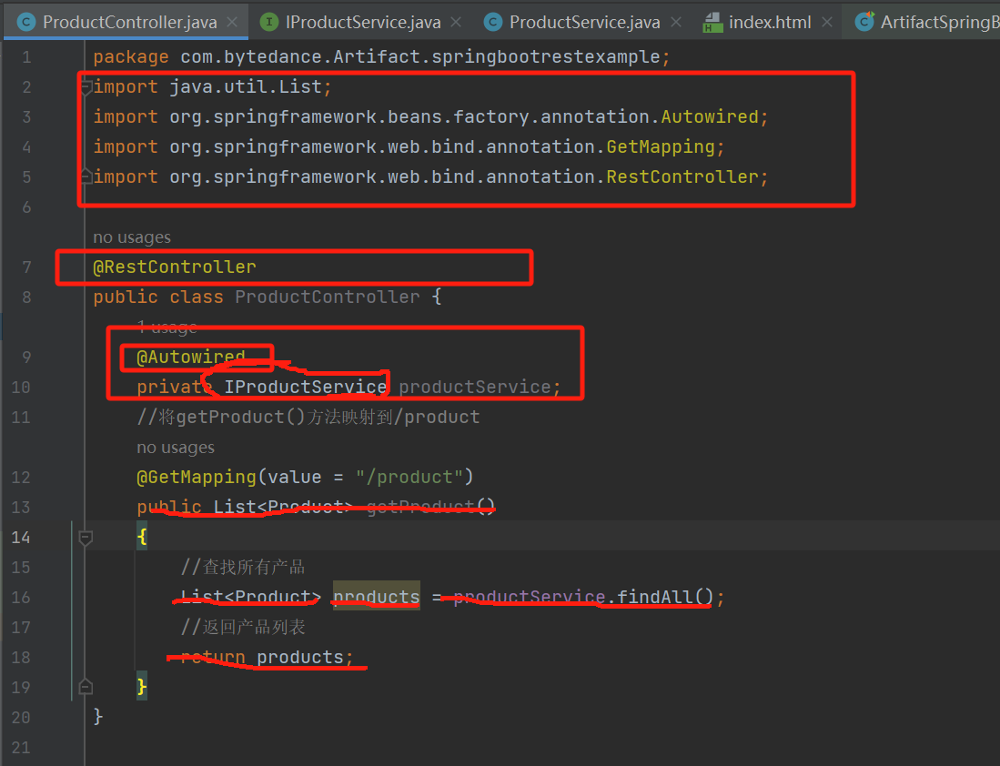 ProductController.java IProductService.java ProductService.java index.html ArtifactSpringB
1 package com.bytedance.Artifact.springbootrestexample;
2 import java.util.List;
3 import org.springframework.beans.factory.annotation.Autowired;
4 import org.springframework.web.bind.annotation.GetMapping;
5 import org.springframework.web.bind.annotation.RestController;
6
no usages
7 @RestController
8 public class ProductController {
1 usage
9 @Autowired
10 private IProductService productService;
11 //将getProduct()方法映射到/product
no usages
12 @GetMapping(value = "/product")
13 public List<Product> getProduct()
14 {
15 //查找所有产品
16 List<Product> products = productService.findAll();
17 //返回产品列表
18 return products;
19 }
20 }
21